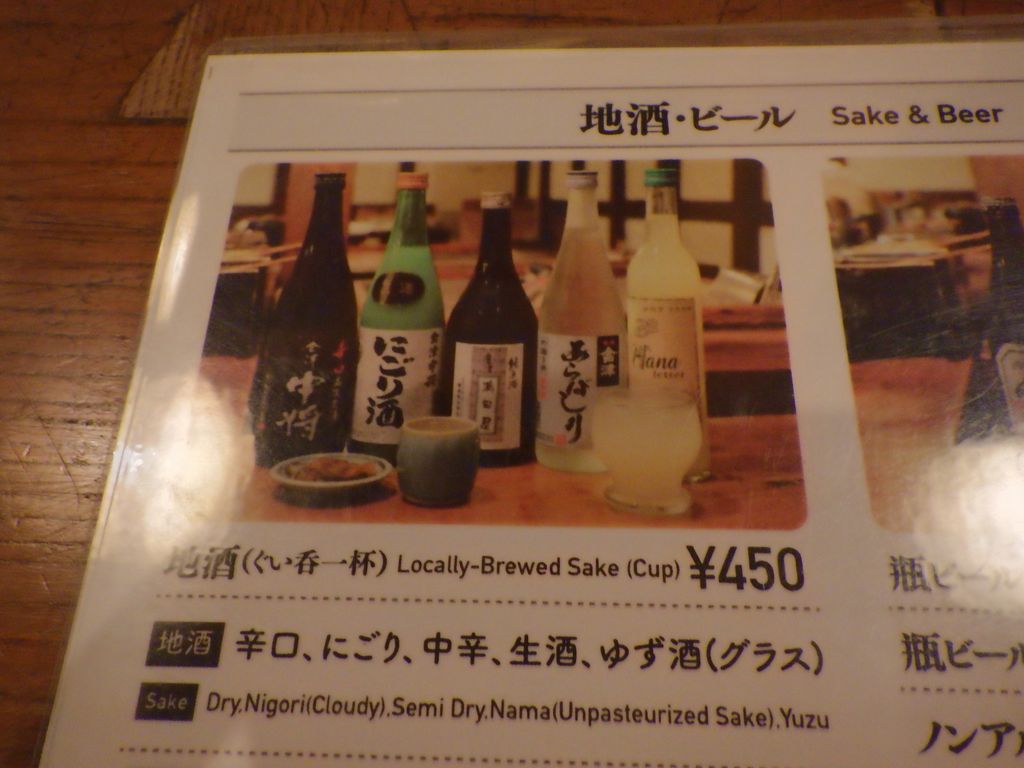 地酒・ビール Sake & Beer
中将
にごり酒
会津
あらばしり
Hana
地酒(ぐい呑一杯) Locally-Brewed Sake (Cup) ¥450
地酒 辛口、にごり、中辛、生酒、ゆず酒(グラス)
Sake Dry,Nigori(Cloudy),Semi Dry,Nama(Unpasteurized Sake),Yuzu
瓶ビール
瓶ビール
ノンア